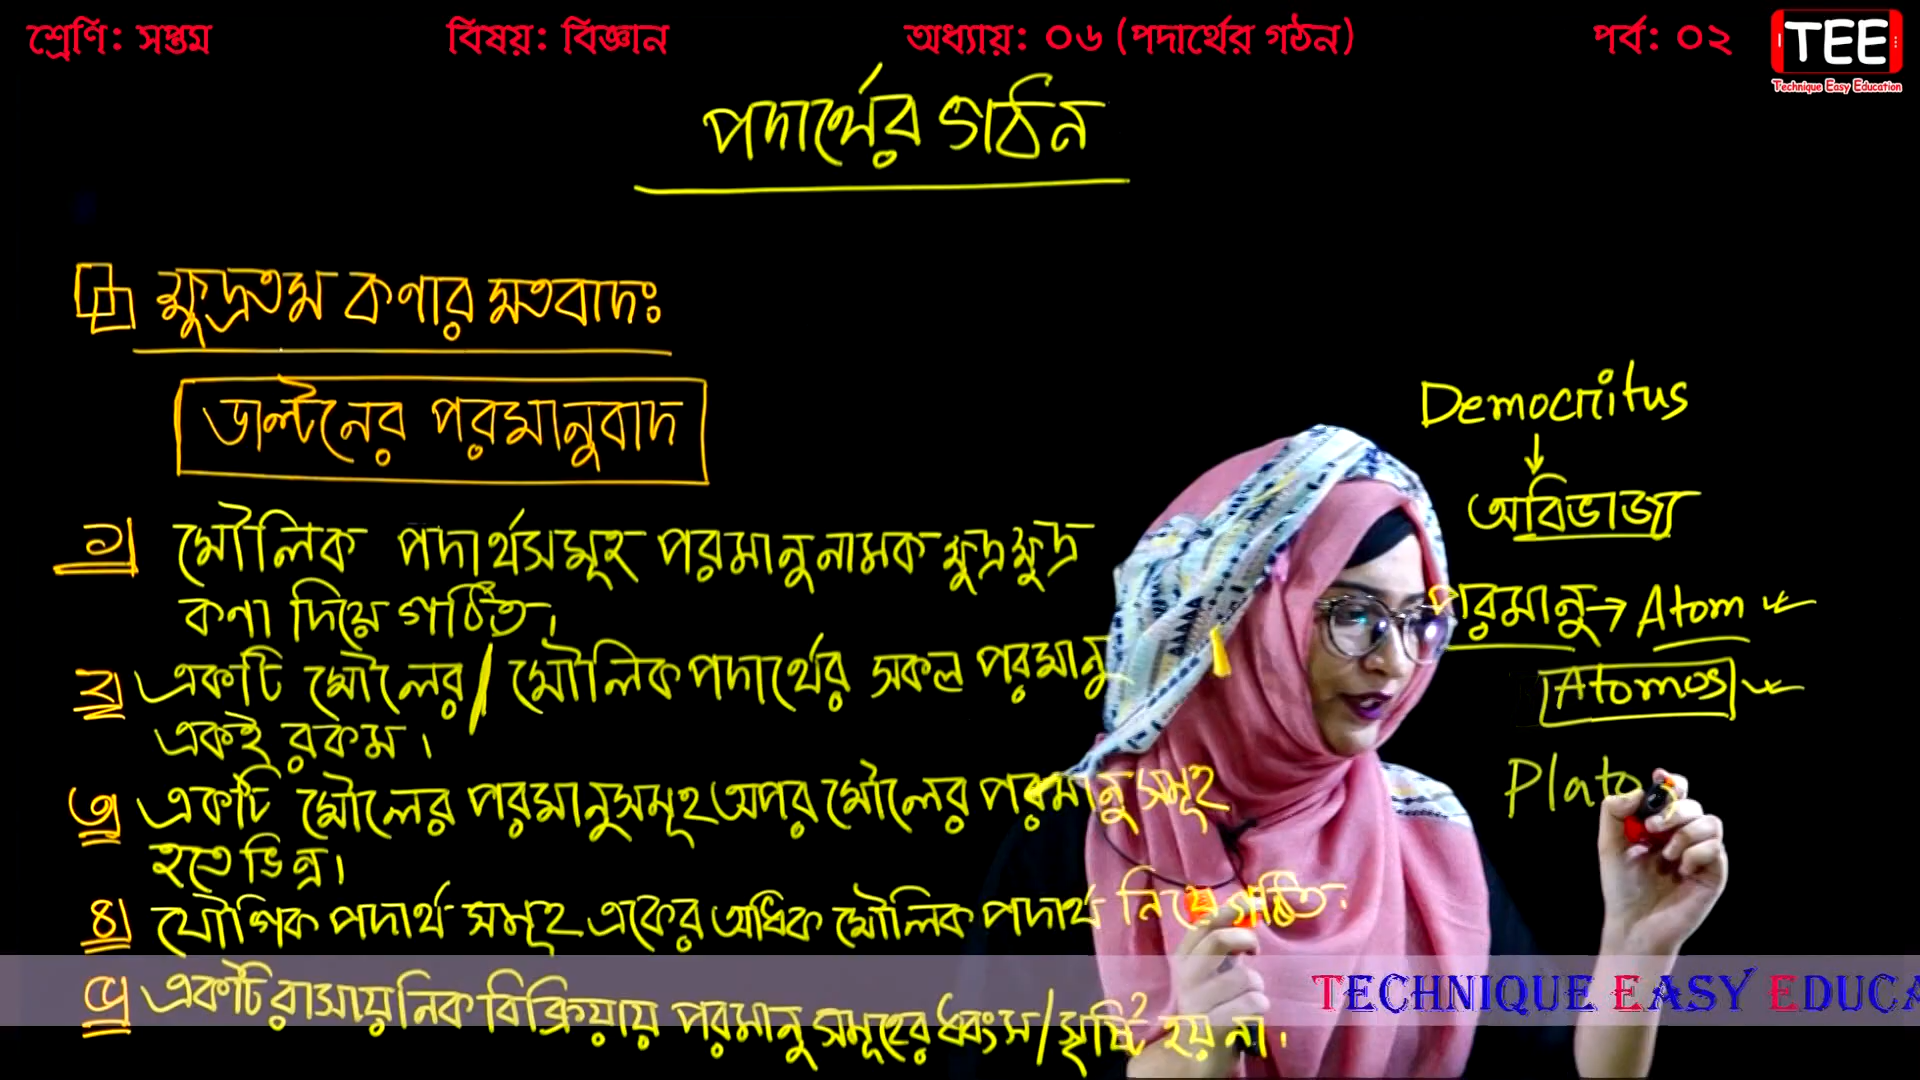 শ্রেণি: সপ্তম বিষয়: বিজ্ঞান অধ্যায়: ০৬ (পদার্থের গঠন) পর্ব: ০২
TEE
Technique Easy Education
পদার্থের গঠন
ক্ষুদ্রতম কণার মতবাদঃ
ডাল্টনের পরমানুবাদ
১। মৌলিক পদার্থসমূহ পরমানু নামক ক্ষুদ্র ক্ষুদ্র
কণা দিয়ে গঠিত।
২। একটি মৌলের/মৌলিক পদার্থের সকল পরমানু
একই রকম।
৩। একটি মৌলের পরমানুসমূহ অপর মৌলের পরমানু সমূহ
হতে ভিন্ন।
৪। যৌগিক পদার্থ সমূহ একের অধিক মৌলিক পদার্থ নিয়ে গঠিত।
৫। একটি রাসায়নিক বিক্রিয়ায় পরমানু সমূহের ধ্বংস/সৃষ্টি হয় না।
Democritus
↓
অবিভাজ্য
পরমানু → Atom
Atomos
Plato
TECHNIQUE EASY EDUCA